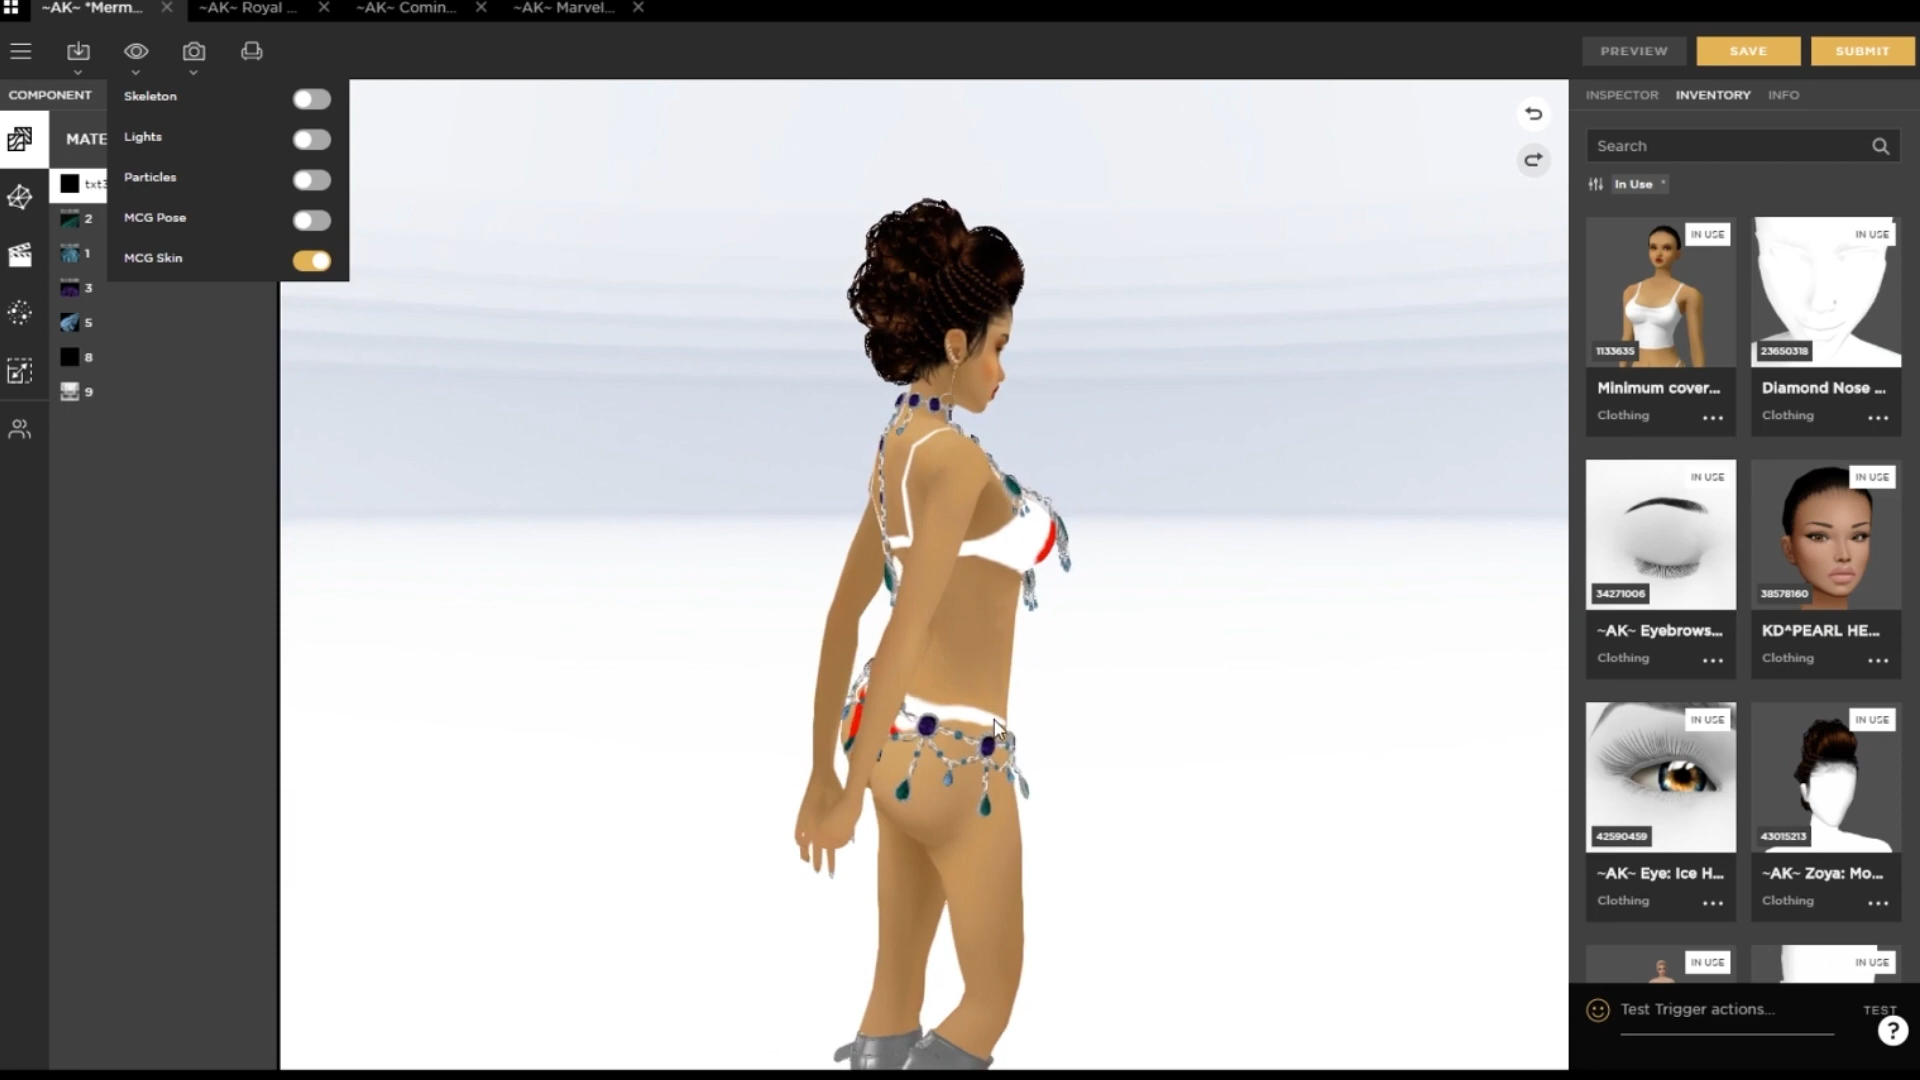 ~AK~ *Merm...
~AK~ Royal ...
~AK~ Comin...
~AK~ Marvel...
PREVIEW
SAVE
SUBMIT
COMPONENT
MATE
txt3
2
1
3
5
8
9
Skeleton
Lights
Particles
MCG Pose
MCG Skin
INSPECTOR
INVENTORY
INFO
Search
In Use
IN USE
1133635
Minimum cover...
Clothing
IN USE
23650318
Diamond Nose ...
Clothing
IN USE
34271006
~AK~ Eyebrows...
Clothing
IN USE
38578160
KD^PEARL HE...
Clothing
IN USE
42590459
~AK~ Eye: Ice H...
Clothing
IN USE
43015213
~AK~ Zoya: Mo...
Clothing
IN USE
IN USE
Test Trigger actions...
TEST
?